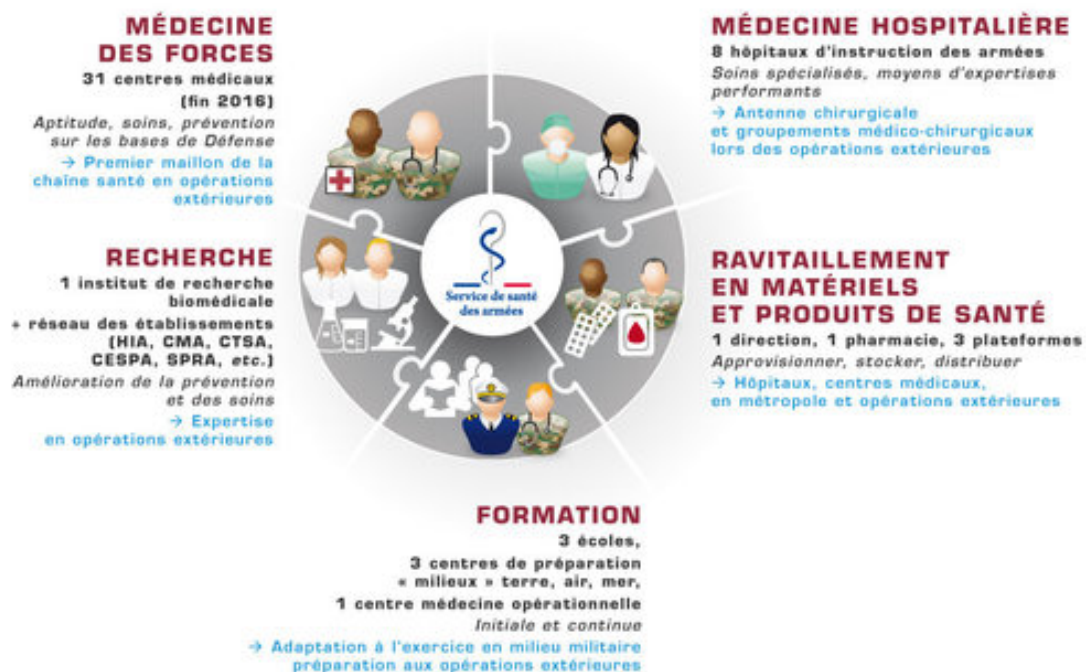 MÉDECINE
DES FORCES
31 centres médicaux
(fin 2016)
Aptitude, soins, prévention
sur les bases de Défense
→ Premier maillon de la
chaîne santé en opérations
extérieures
MÉDECINE HOSPITALIÈRE
8 hôpitaux d'instruction des armées
Soins spécialisés, moyens d'expertises
performants
→ Antenne chirurgicale
et groupements médico-chirurgicaux
lors des opérations extérieures
RECHERCHE
1 institut de recherche
biomédicale
+ réseau des établissements
(HIA, CMA, CTSA,
CESPA, SPRA, etc.)
Amélioration de la prévention
et des soins
→ Expertise
en opérations extérieures
Service de santé
des armées
RAVITAILLEMENT
EN MATÉRIELS
ET PRODUITS DE SANTÉ
1 direction, 1 pharmacie, 3 plateformes
Approvisionner, stocker, distribuer
→ Hôpitaux, centres médicaux,
en métropole et opérations extérieures
FORMATION
3 écoles,
3 centres de préparation
« milieux » terre, air, mer,
1 centre médecine opérationnelle
Initiale et continue
→ Adaptation à l'exercice en milieu militaire
préparation aux opérations extérieures